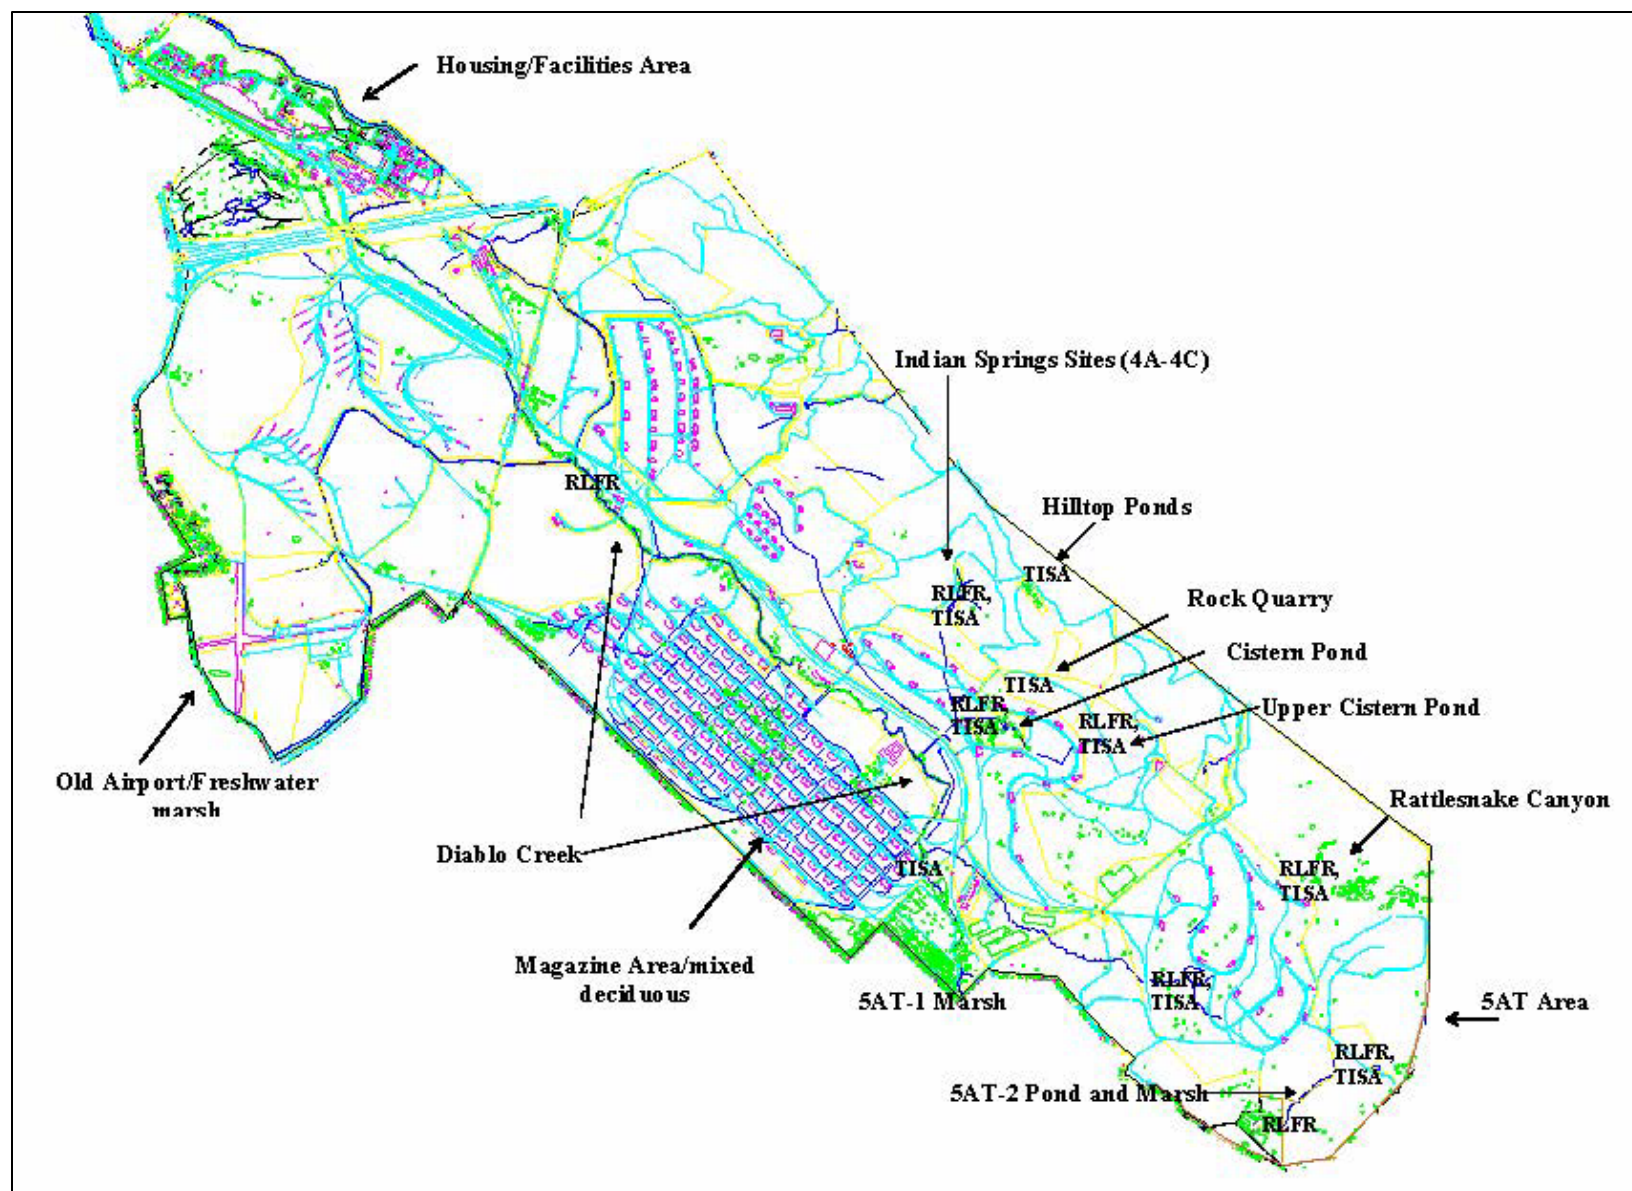 Housing/Facilities Area
Indian Springs Sites (4A-4C)
RLFR
Hilltop Ponds
TISA
RLFR,
TISA
Rock Quarry
Cistern Pond
TISA
RLFR,
TISA
RLFR,
TISA
Upper Cistern Pond
Old Airport/Freshwater
marsh
Rattlesnake Canyon
Diablo Creek
TISA
RLFR,
TISA
Magazine Area/mixed
deciduous
RLFR,
TISA
5AT-1 Marsh
5AT Area
RLFR,
TISA
5AT-2 Pond and Marsh
RLFR